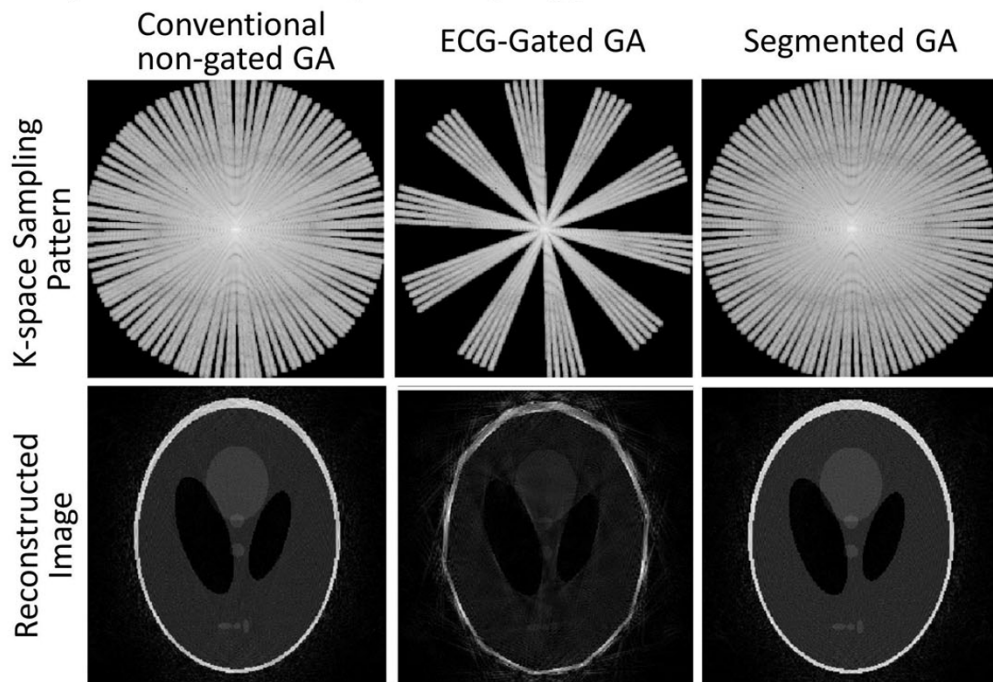 Conventional
non-gated GA
ECG-Gated GA
Segmented GA
K-space Sampling
Pattern
Reconstructed
Image